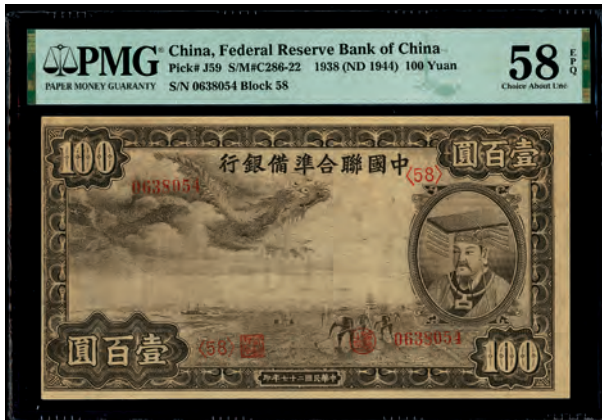 PMG
PAPER MONEY GUARANTY
China, Federal Reserve Bank of China
Pick# J59 S/M#C286-22 1938 (ND 1944) 100 Yuan
S/N 0638054 Block 58
58
EPQ
Choice About Unc
100
中國聯合準備銀行
壹百圓
0638054
〈58〉
壹百圓
〈58〉
0638054
100
中華民國二十七年印